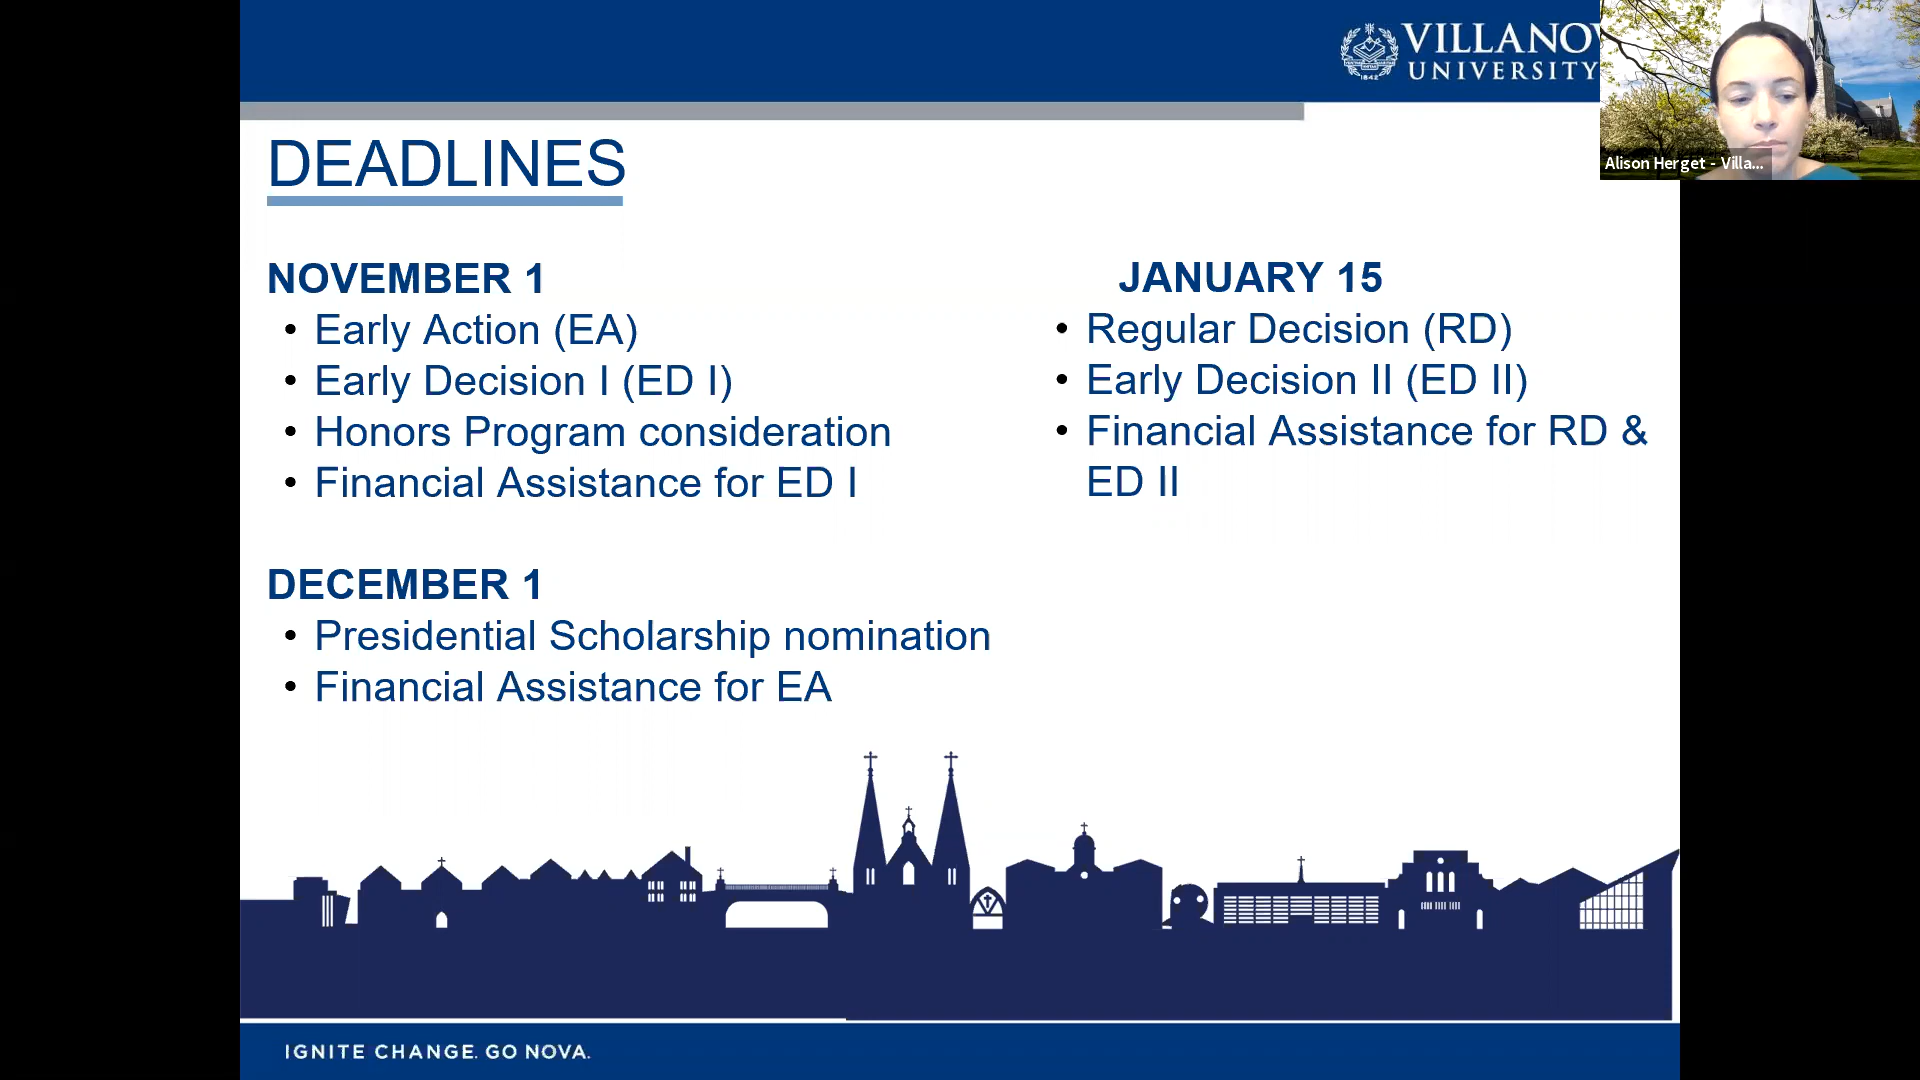 VILLANO
UNIVERSITY
1842
Alison Herget - Villa...
DEADLINES
NOVEMBER 1
• Early Action (EA)
• Early Decision I (ED I)
• Honors Program consideration
• Financial Assistance for ED I
DECEMBER 1
• Presidential Scholarship nomination
• Financial Assistance for EA
JANUARY 15
• Regular Decision (RD)
• Early Decision II (ED II)
• Financial Assistance for RD &
ED II
IGNITE CHANGE. GO NOVA.